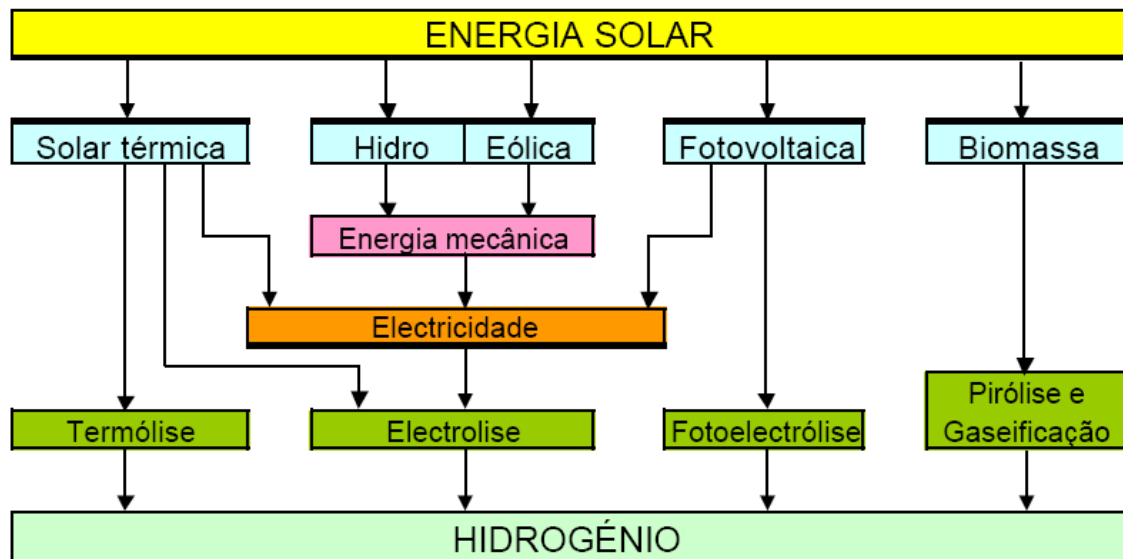 ENERGIA SOLAR
Solar térmica
Hidro
Eólica
Fotovoltaica
Biomassa
Energia mecânica
Electricidade
Termólise
Electrolise
Fotoelectrólise
Pirólise e
Gaseificação
HIDROGÉNIO